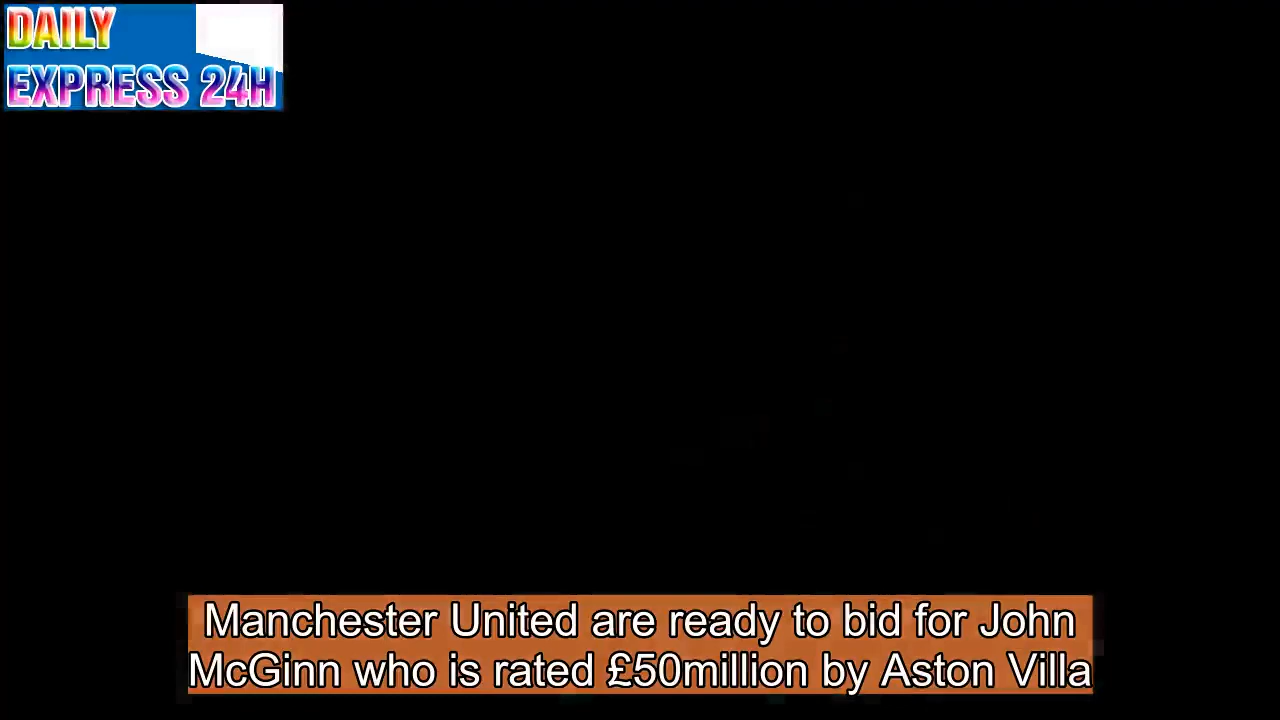 DAILY
EXPRESS 24H
Manchester United are ready to bid for John
McGinn who is rated £50million by Aston Villa